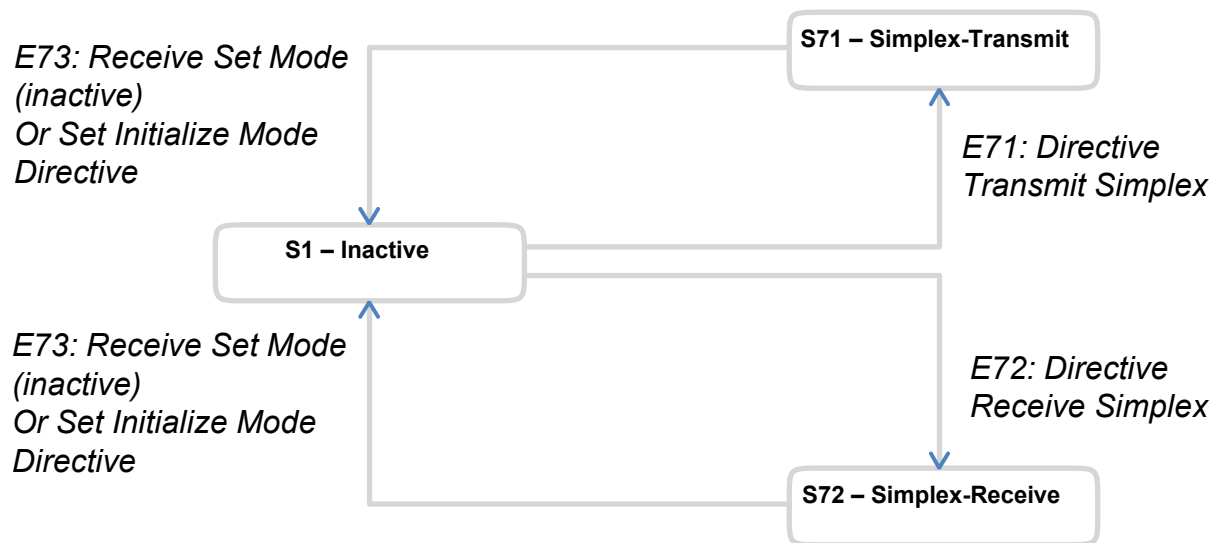 S71 – Simplex-Transmit
E73: Receive Set Mode
(inactive)
Or Set Initialize Mode
Directive
E71: Directive
Transmit Simplex
S1 – Inactive
E73: Receive Set Mode
(inactive)
Or Set Initialize Mode
Directive
E72: Directive
Receive Simplex
S72 – Simplex-Receive